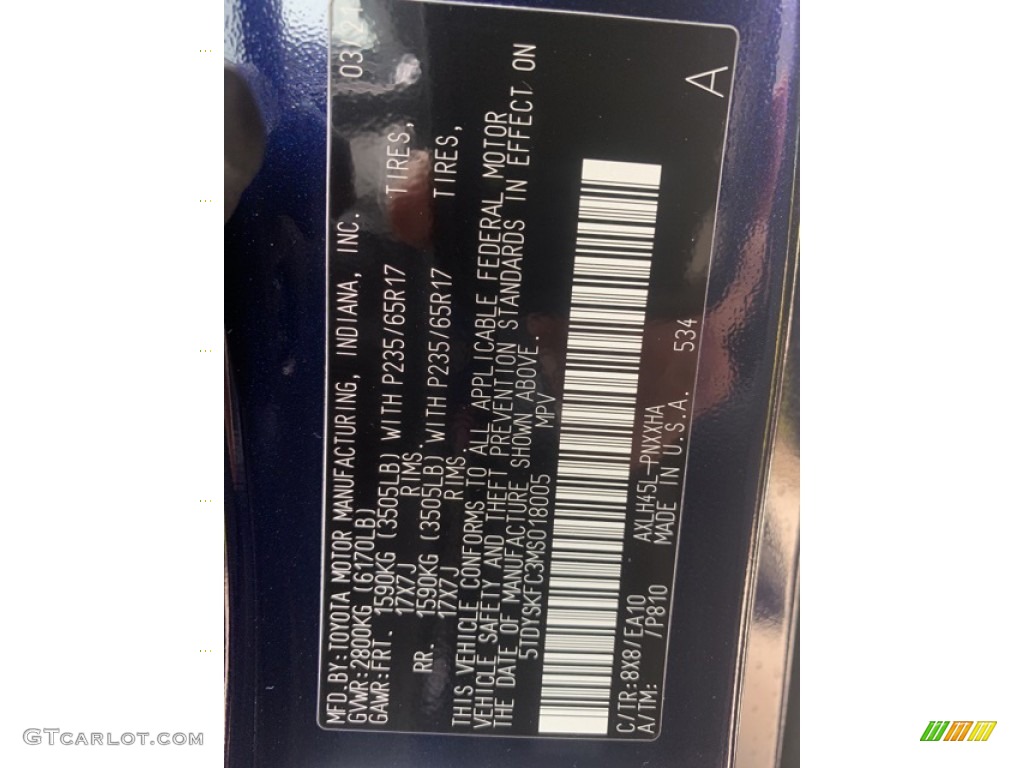 MFD.BY:TOYOTA MOTOR MANUFACTURING, INDIANA, INC.
GVWR:2800KG (6170LB)
GAWR:FRT. 1590KG (3505LB) WITH P235/65R17 TIRES,
17X7J RIMS.
RR. 1590KG (3505LB) WITH P235/65R17 TIRES,
17X7J RIMS.
THIS VEHICLE CONFORMS TO ALL APPLICABLE FEDERAL MOTOR
VEHICLE SAFETY AND THEFT PREVENTION STANDARDS IN EFFECT ON
THE DATE OF MANUFACTURE SHOWN ABOVE.
5TDYSKFC3MS018005 MPV
C/TR:8X8/EA10 AXLH45L-PNXXHA
A/TM: /P810 MADE IN U.S.A. 534
A
GTCARLOT.COM